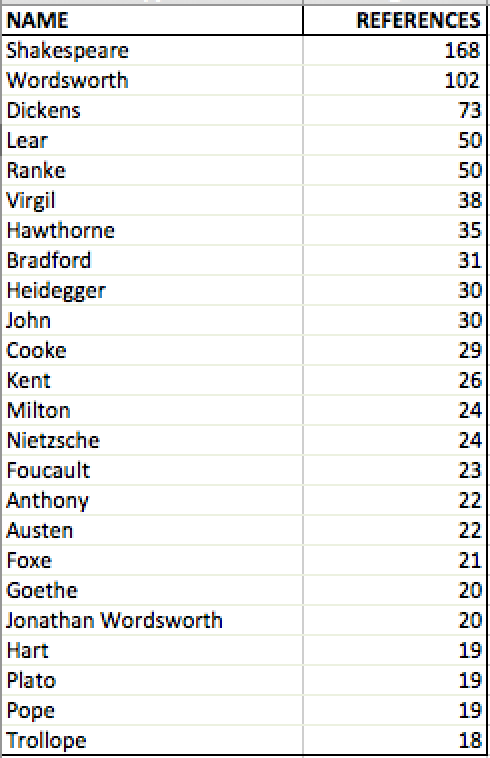 NAME REFERENCES
Shakespeare 168
Wordsworth 102
Dickens 73
Lear 50
Ranke 50
Virgil 38
Hawthorne 35
Bradford 31
Heidegger 30
John 30
Cooke 29
Kent 26
Milton 24
Nietzsche 24
Foucault 23
Anthony 22
Austen 22
Foxe 21
Goethe 20
Jonathan Wordsworth 20
Hart 19
Plato 19
Pope 19
Trollope 18